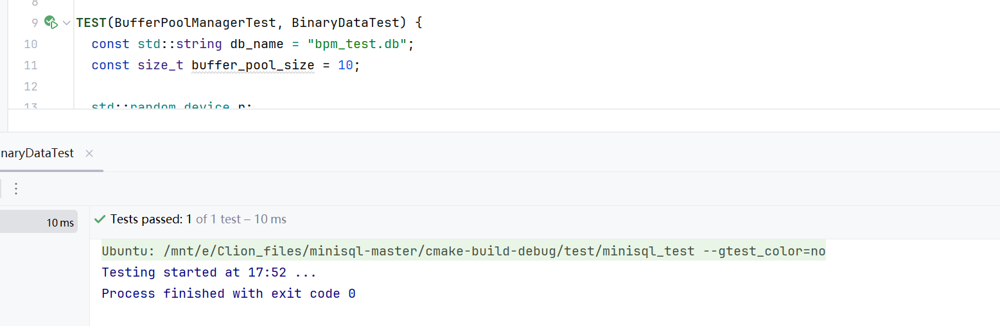 8
9 TEST(BufferPoolManagerTest, BinaryDataTest) {
10 const std::string db_name = "bpm_test.db";
11 const size_t buffer_pool_size = 10;
12
13 std::random_device r;
naryDataTest ×
10 ms
Tests passed: 1 of 1 test – 10 ms
Ubuntu: /mnt/e/Clion_files/minisql-master/cmake-build-debug/test/minisql_test --gtest_color=no
Testing started at 17:52 ...
Process finished with exit code 0